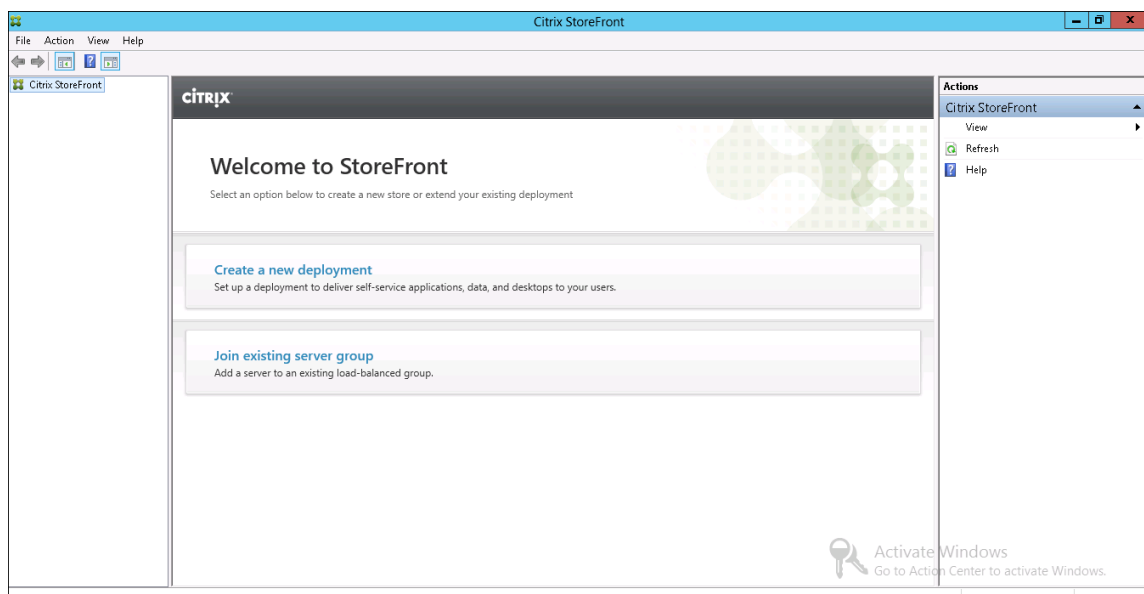 Citrix StoreFront
File Action View Help
Citrix StoreFront
CİTRIX
Welcome to StoreFront
Select an option below to create a new store or extend your existing deployment
Create a new deployment
Set up a deployment to deliver self-service applications, data, and desktops to your users.
Join existing server group
Add a server to an existing load-balanced group.
Actions
Citrix StoreFront
View
Refresh
Help
Activate Windows
Go to Action Center to activate Windows.